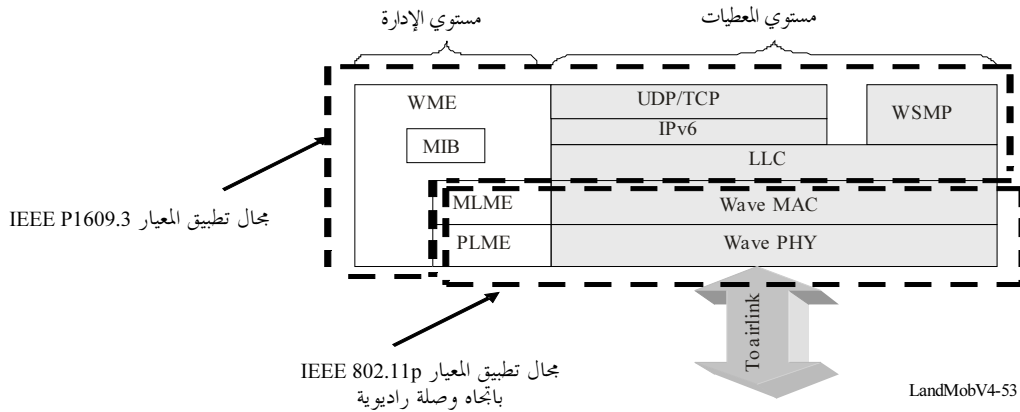 مستوي الإدارة
مستوي المعطيات
WME
UDP/TCP
WSMP
IPv6
MIB
LLC
MLME
Wave MAC
مجال تطبيق المعيار IEEE P1609.3
PLME
Wave PHY
To airlink
مجال تطبيق المعيار IEEE 802.11p
باتجاه وصلة راديوية
LandMobV4-53